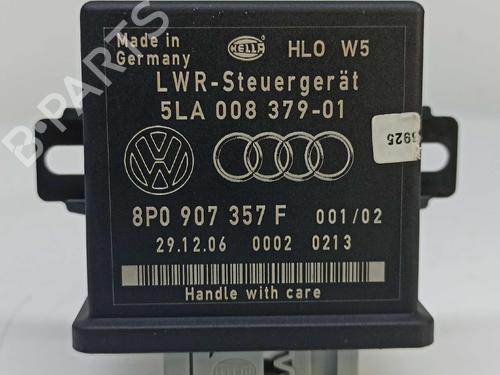 Made in
Germany
HELLA
HLO W5
LWR-Steuergerät
5LA 008 379-01
8P0 907 357 F 001/02
29.12.06 0002 0213
Handle with care
B-PARTS